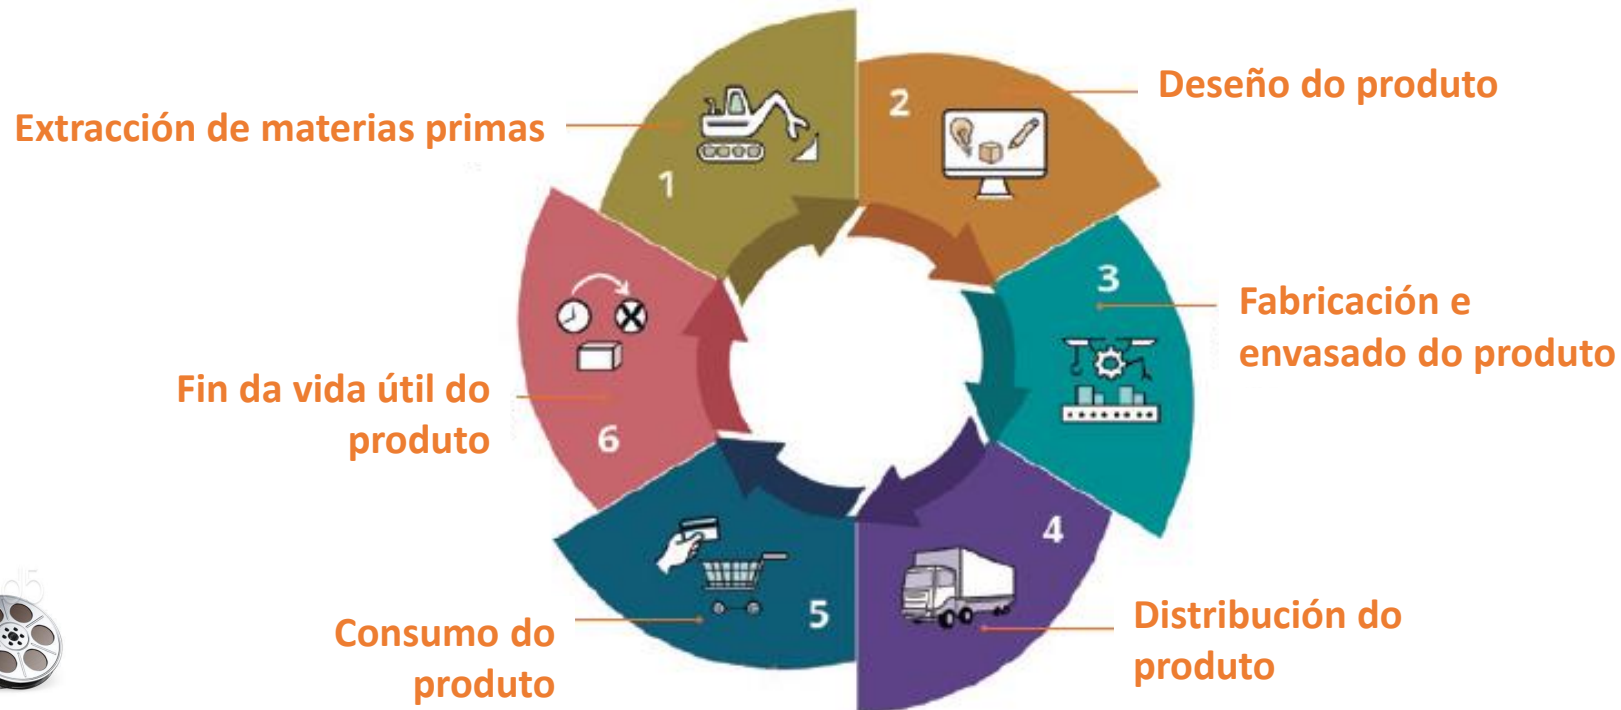 Extracción de materias primas
1
2
Deseño do produto
3
Fabricación e
envasado do produto
4
Distribución do
produto
5
Consumo do
produto
6
Fin da vida útil do
produto